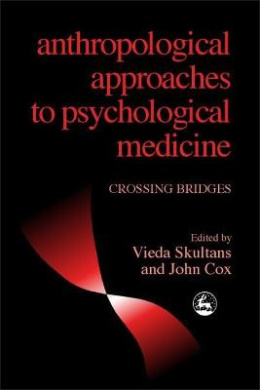 anthropological
approaches
to psychological
medicine
CROSSING BRIDGES
Edited by
Vieda Skultans
and John Cox